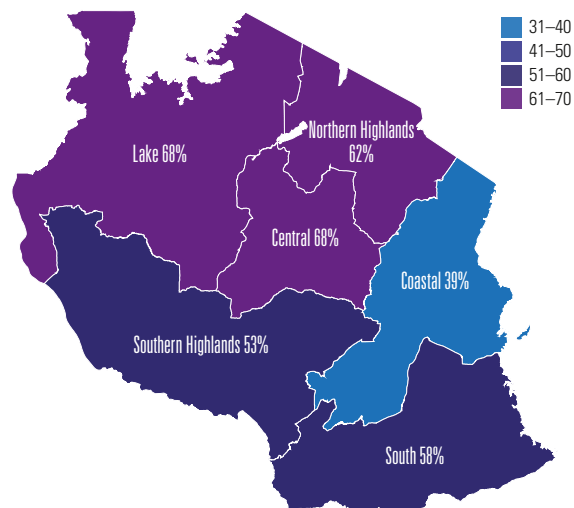 31–40
41–50
51–60
61–70
Northern Highlands
62%
Lake 68%
Central 68%
Coastal 39%
Southern Highlands 53%
South 58%